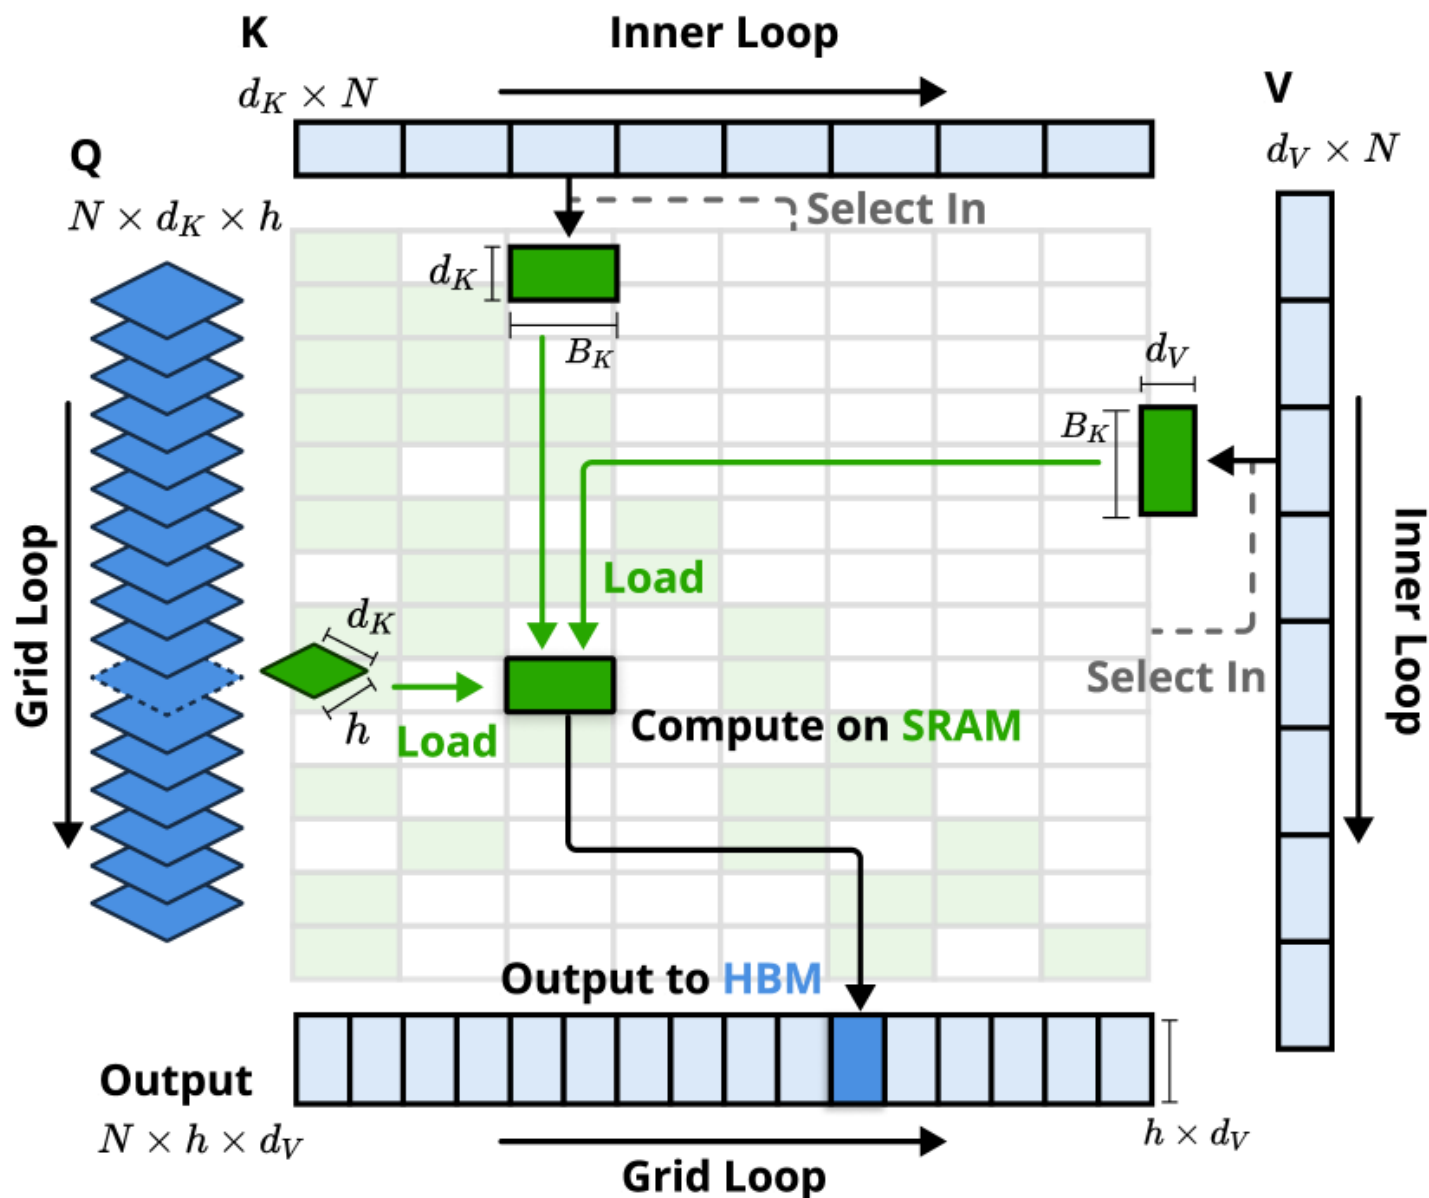 K
Inner Loop
d_K × N
V
d_V × N
Q
N × d_K × h
Select In
d_K
B_K
d_V
B_K
Grid Loop
Inner Loop
Load
d_K
h
Load
Select In
Compute on SRAM
Output to HBM
Output
N × h × d_V
h × d_V
Grid Loop